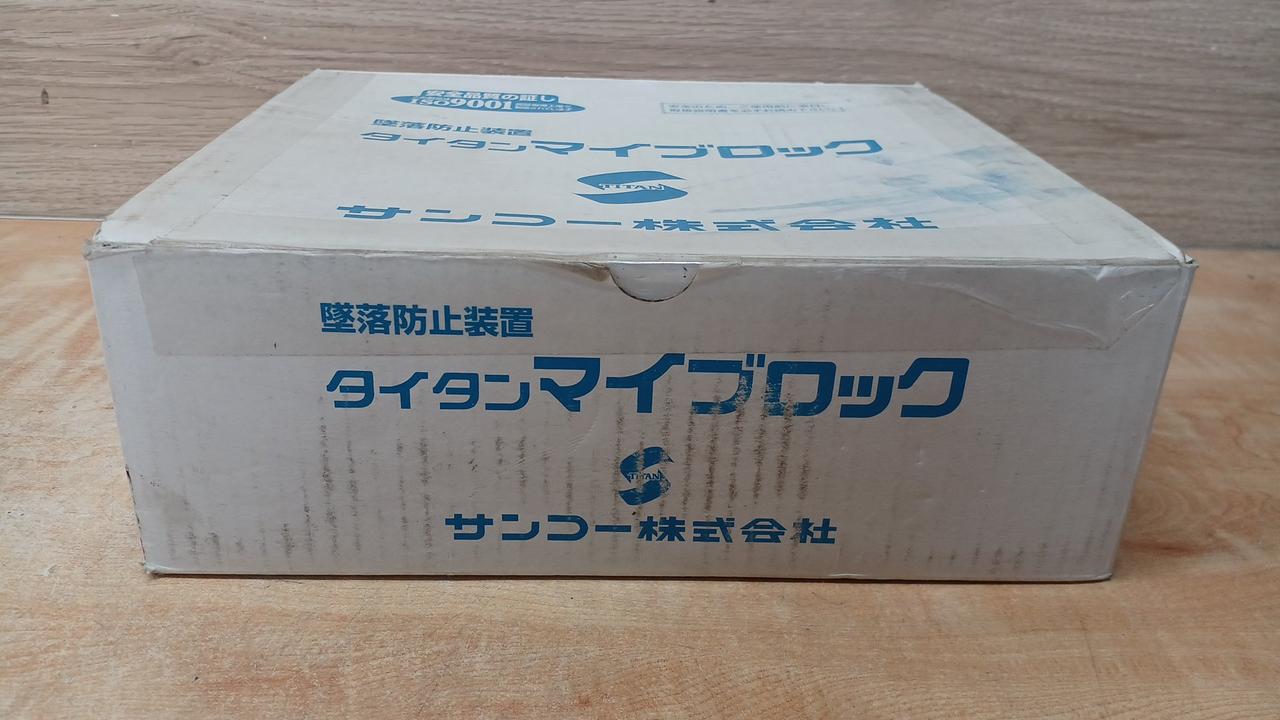 安全品質の証し
ISO9001
墜落防止装置
タイタンマイブロック
TITAN
サンコー株式会社
墜落防止装置
タイタンマイブロック
TITAN
サンコー株式会社